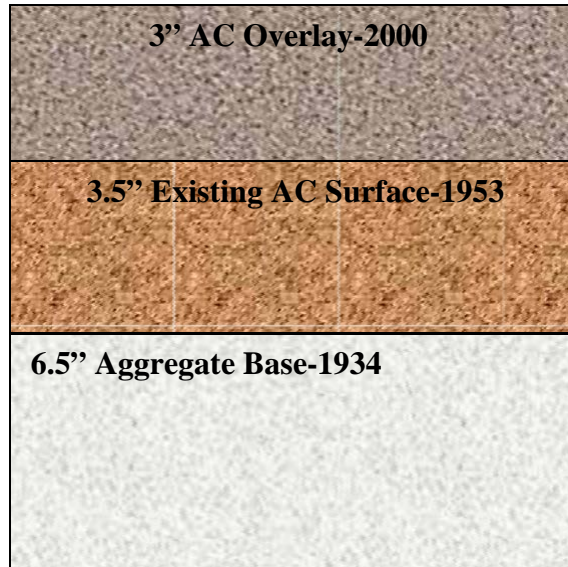 3” AC Overlay-2000
3.5” Existing AC Surface-1953
6.5” Aggregate Base-1934